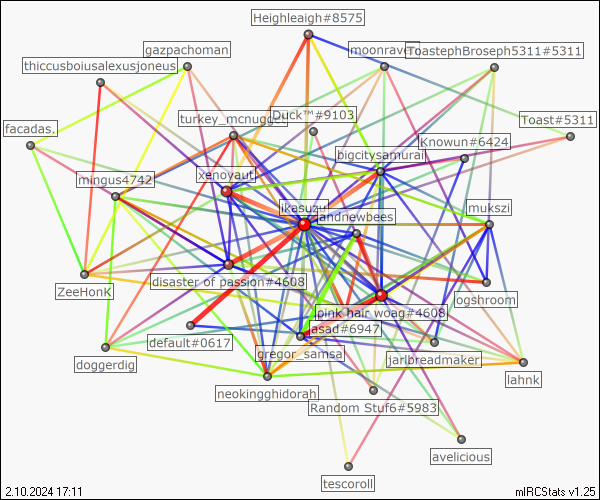 Heighleaigh#8575
gazpachoman
moonrave
ToastephBroseph5311#5311
thiccusboiusalexusjoneus
turkey_mcnugge
Duck™#9103
Toast#5311
facadas.
bigcitysamurai
Knowun#6424
mingus4742
xenoyaut
ikesuzu
andnewbees
mukszi
disaster of passion#4608
ZeeHonK
ogshroom
pink hair woag#4608
asad#6947
default#0617
gregor_samsa
doggerdig
jarlbreadmaker
lahnk
neokingghidorah
Random Stuf6#5983
avelicious
tescoroll
2.10.2024 17:11
mIRCStats v1.25